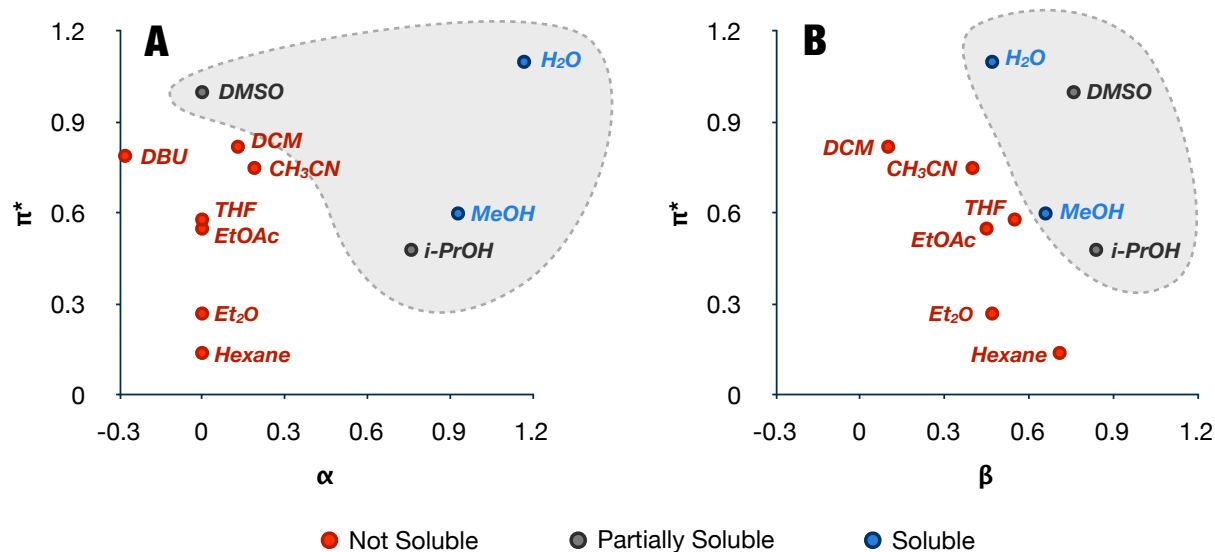 A
1.2
0.9
0.6
0.3
0
π*
H₂O
DMSO
DCM
DBU
CH₃CN
THF
MeOH
EtOAc
i-PrOH
Et₂O
Hexane
-0.3 0 0.3 0.6 0.9 1.2
α
B
1.2
0.9
0.6
0.3
0
π*
H₂O
DMSO
DCM
CH₃CN
THF
MeOH
EtOAc
i-PrOH
Et₂O
Hexane
-0.3 0 0.3 0.6 0.9 1.2
β
Not Soluble Partially Soluble Soluble